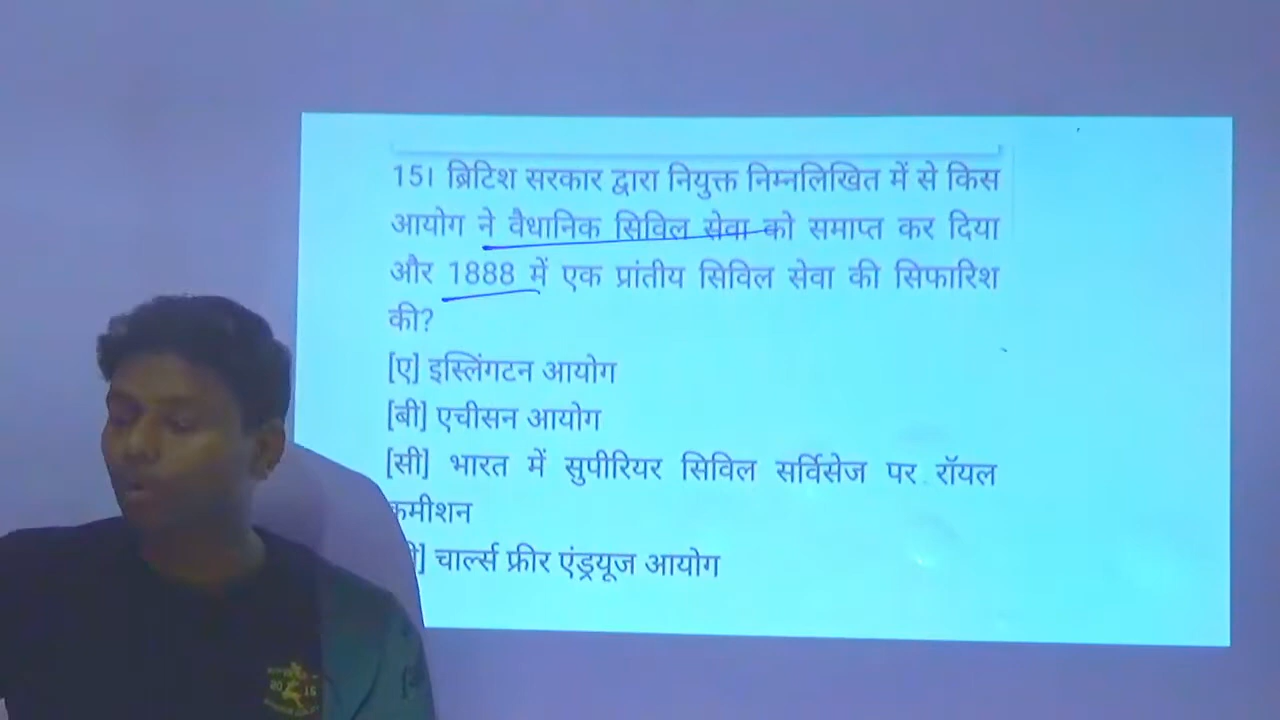 15। ब्रिटिश सरकार द्वारा नियुक्त निम्नलिखित में से किस
आयोग ने वैधानिक सिविल सेवा को समाप्त कर दिया
और 1888 में एक प्रांतीय सिविल सेवा की सिफारिश
की?
[ए] इस्लिंगटन आयोग
[बी] एचीसन आयोग
[सी] भारत में सुपीरियर सिविल सर्विसेज पर रॉयल
कमीशन
] चार्ल्स फ्रीर एंड्रयूज आयोग